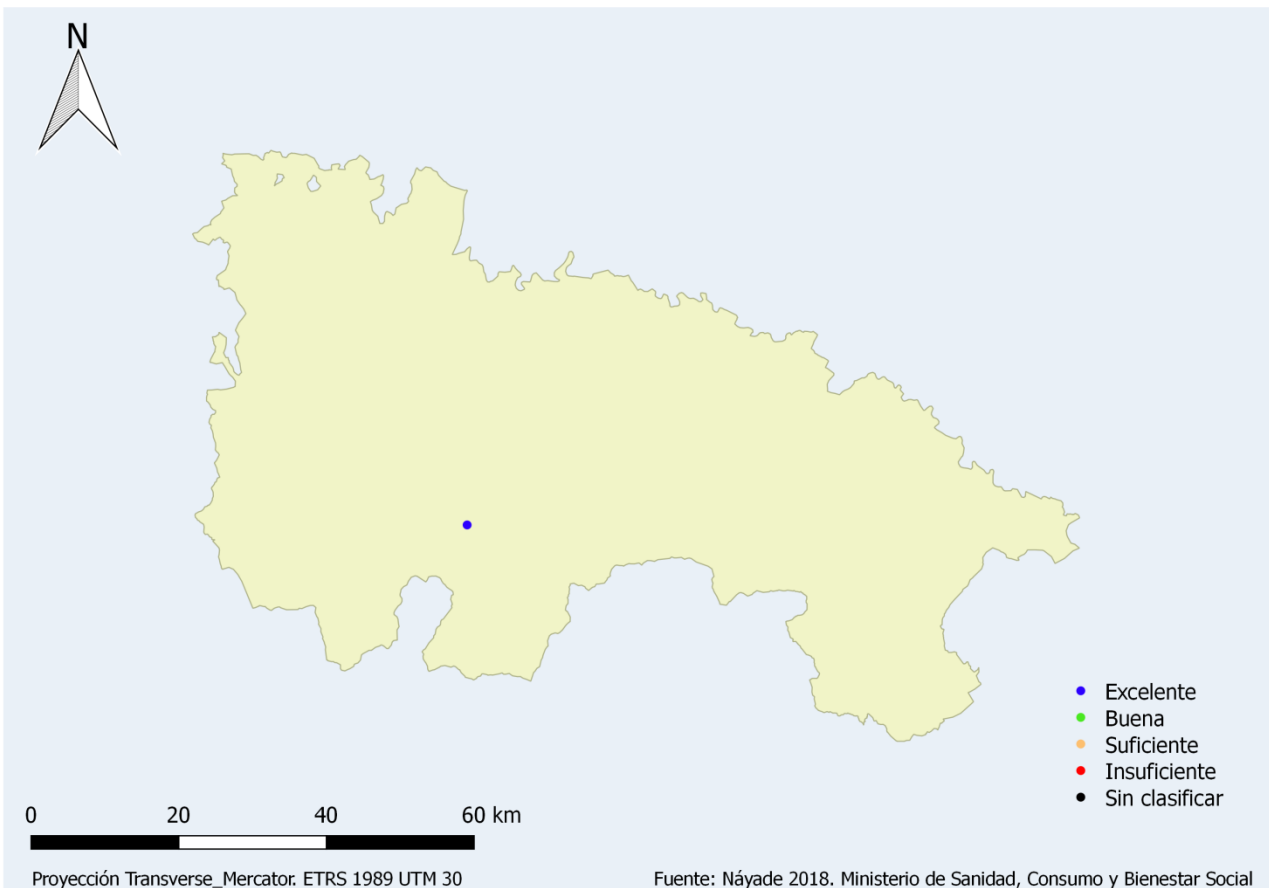 N
Excelente
Buena
Suficiente
Insuficiente
Sin clasificar
0 20 40 60 km
Proyección Transverse_Mercator. ETRS 1989 UTM 30
Fuente: Náyade 2018. Ministerio de Sanidad, Consumo y Bienestar Social